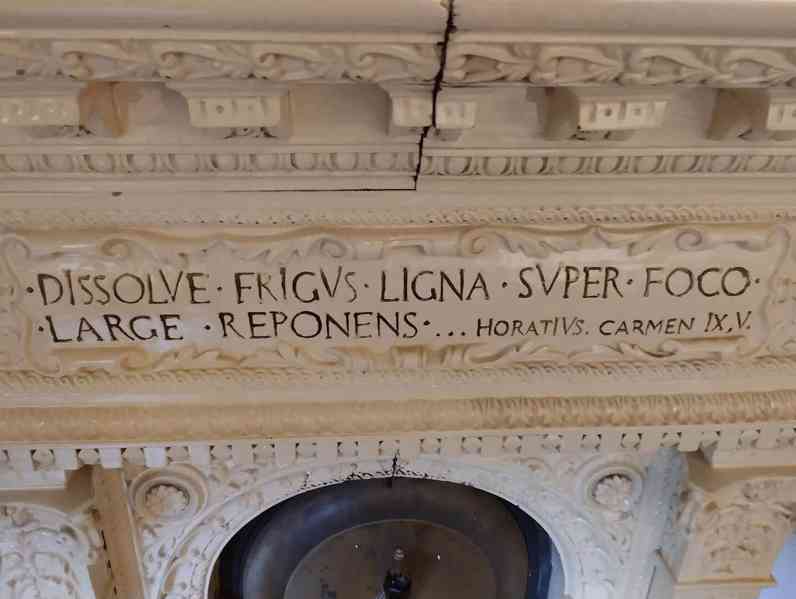 ·DISSOLVE· FRIGVS· LIGNA · SVPER· FOCO·
·LARGE ·REPONENS·... HORATIVS. CARMEN IX,V.